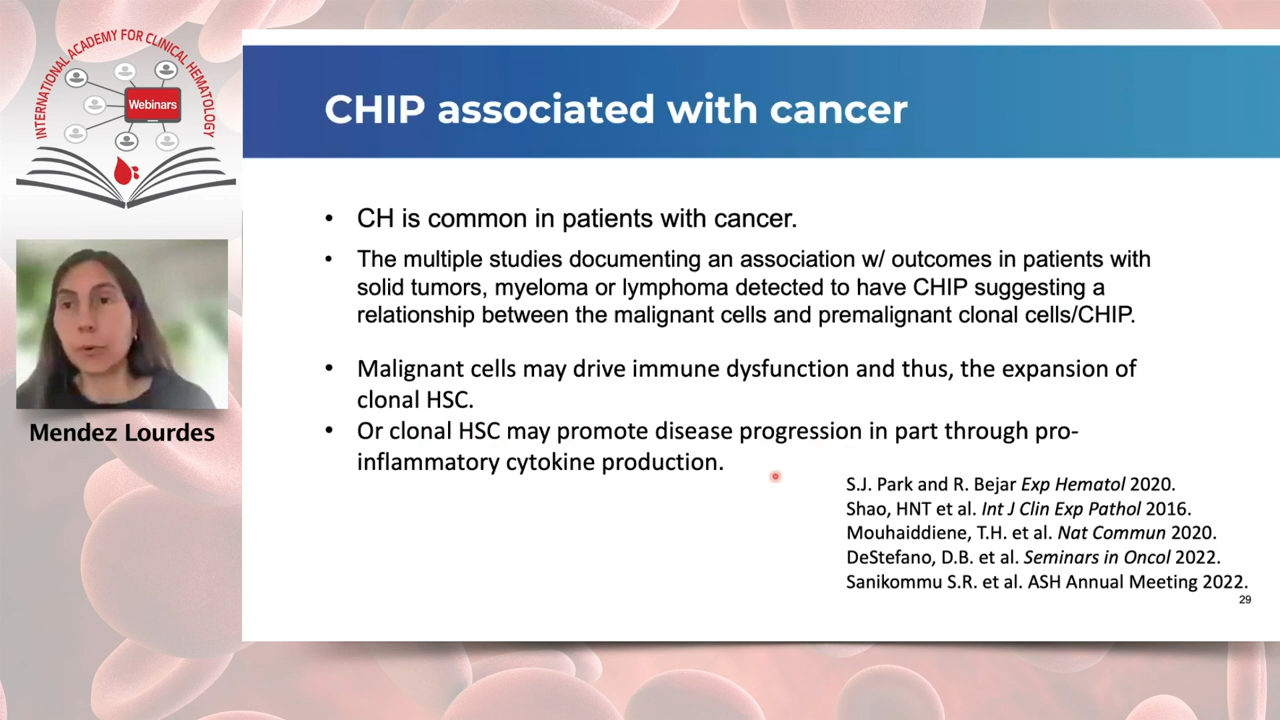 INTERNATIONAL ACADEMY FOR CLINICAL HEMATOLOGY
Webinars
Mendez Lourdes
CHIP associated with cancer
• CH is common in patients with cancer.
• The multiple studies documenting an association w/ outcomes in patients with
solid tumors, myeloma or lymphoma detected to have CHIP suggesting a
relationship between the malignant cells and premalignant clonal cells/CHIP.
• Malignant cells may drive immune dysfunction and thus, the expansion of
clonal HSC.
• Or clonal HSC may promote disease progression in part through pro-
inflammatory cytokine production.
S.J. Park and R. Bejar Exp Hematol 2020.
Shao, HNT et al. Int J Clin Exp Pathol 2016.
Mouhaiddiene, T.H. et al. Nat Commun 2020.
DeStefano, D.B. et al. Seminars in Oncol 2022.
Sanikommu S.R. et al. ASH Annual Meeting 2022.
29